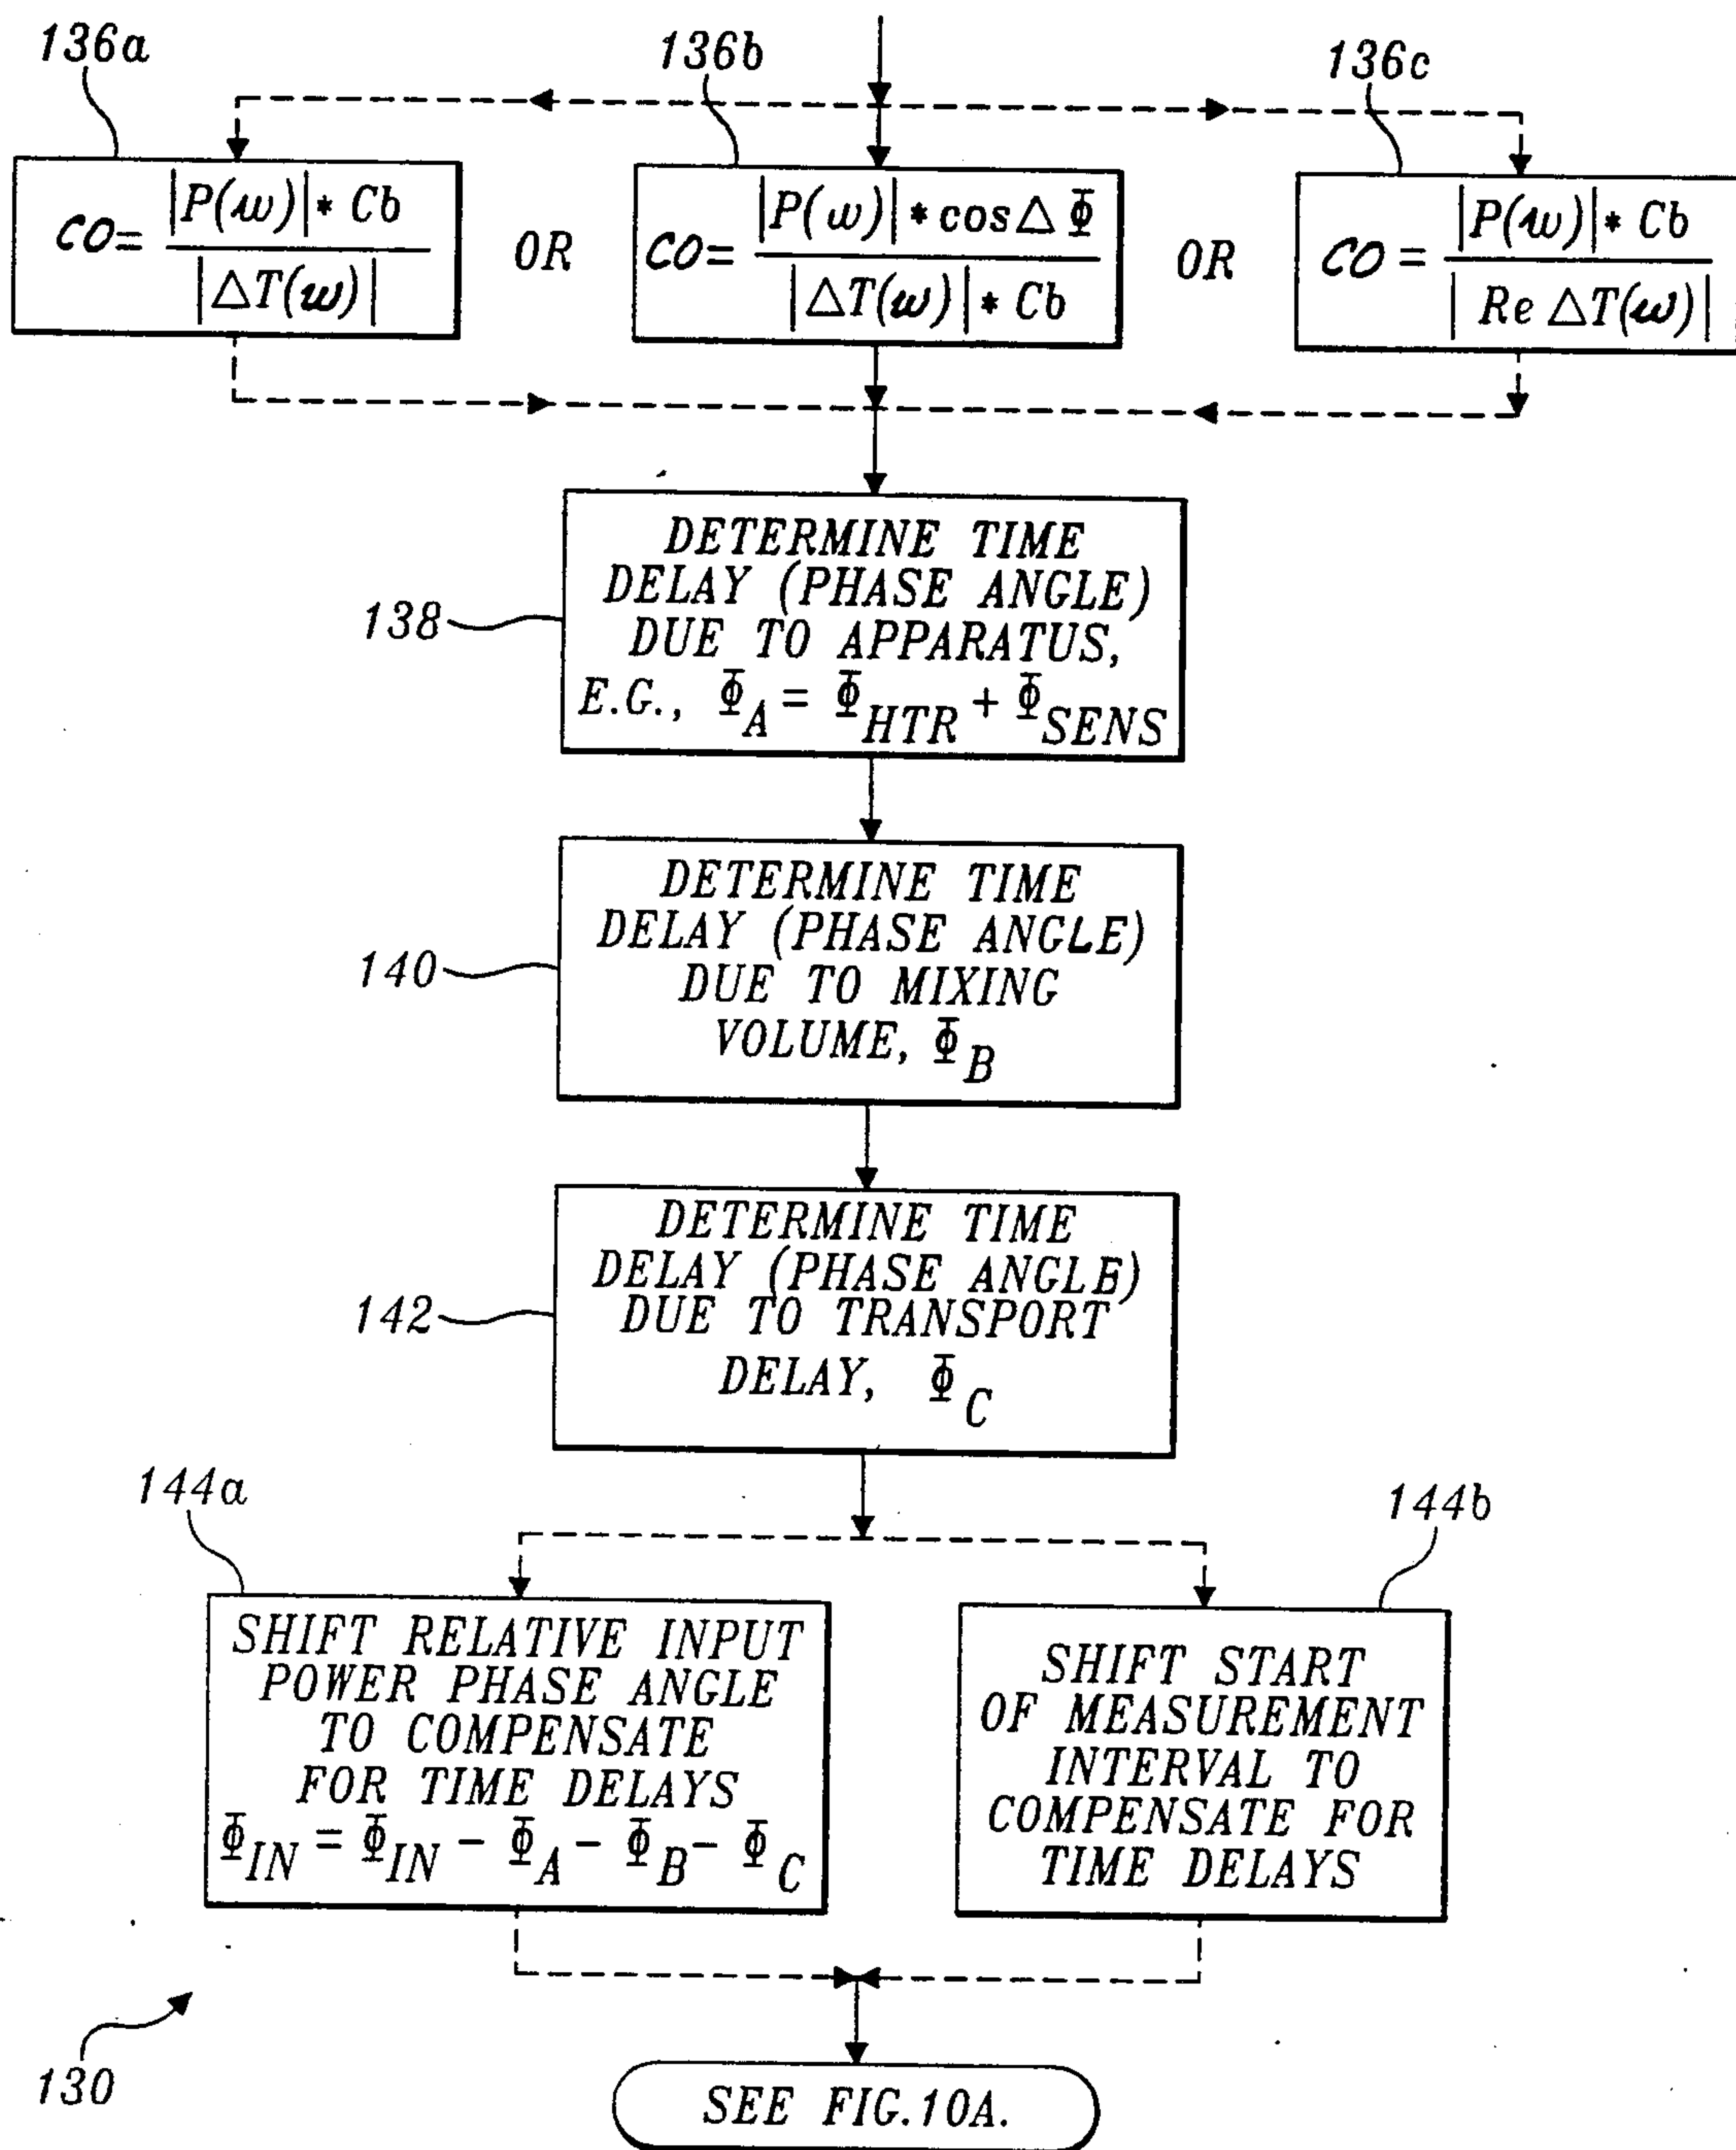 136a
136b
136c
CO = |P(ω)| * Cb / |ΔT(ω)|
OR
CO = |P(ω)| * cos Δ Φ / |ΔT(ω)| * Cb
OR
CO = |P(ω)| * Cb / | Re ΔT(ω)|
138
DETERMINE TIME
DELAY (PHASE ANGLE)
DUE TO APPARATUS,
E.G., Φ_A = Φ_HTR + Φ_SENS
140
DETERMINE TIME
DELAY (PHASE ANGLE)
DUE TO MIXING
VOLUME, Φ_B
142
DETERMINE TIME
DELAY (PHASE ANGLE)
DUE TO TRANSPORT
DELAY, Φ_C
144a
SHIFT RELATIVE INPUT
POWER PHASE ANGLE
TO COMPENSATE
FOR TIME DELAYS
Φ_IN = Φ_IN - Φ_A - Φ_B - Φ_C
144b
SHIFT START
OF MEASUREMENT
INTERVAL TO
COMPENSATE FOR
TIME DELAYS
130
SEE FIG.10A.